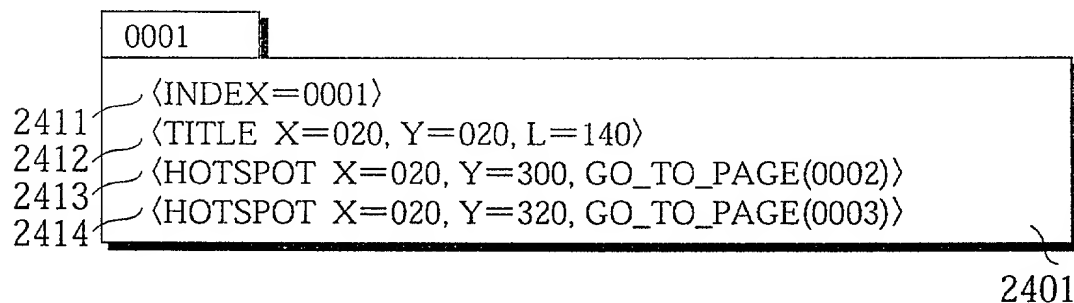 0001
2411 〈INDEX=0001〉
2412 〈TITLE X=020, Y=020, L=140〉
2413 〈HOTSPOT X=020, Y=300, GO_TO_PAGE(0002)〉
2414 〈HOTSPOT X=020, Y=320, GO_TO_PAGE(0003)〉
2401